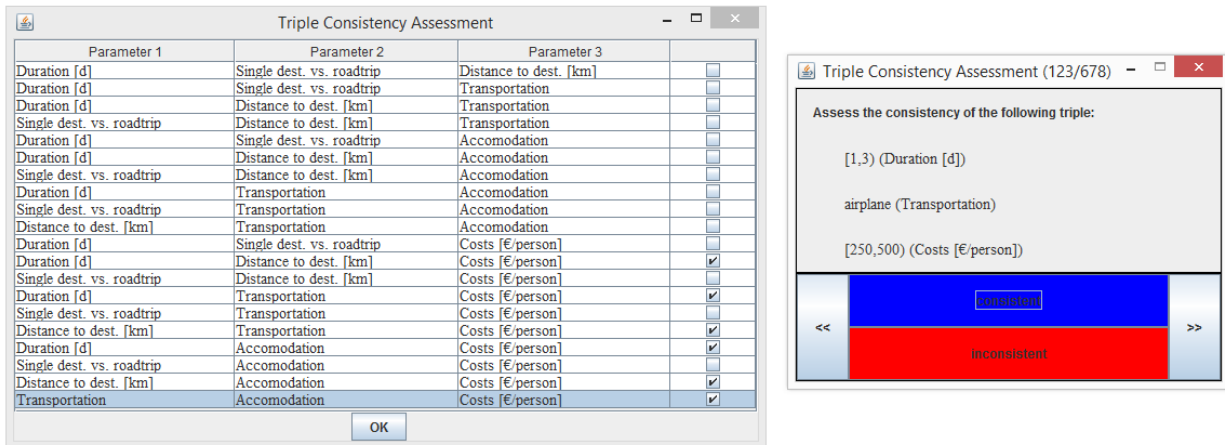 Triple Consistency Assessment
Parameter 1 Parameter 2 Parameter 3
Duration [d] Single dest. vs. roadtrip Distance to dest. [km]
Duration [d] Single dest. vs. roadtrip Transportation
Duration [d] Distance to dest. [km] Transportation
Single dest. vs. roadtrip Distance to dest. [km] Transportation
Duration [d] Single dest. vs. roadtrip Accomodation
Duration [d] Distance to dest. [km] Accomodation
Single dest. vs. roadtrip Distance to dest. [km] Accomodation
Duration [d] Transportation Accomodation
Single dest. vs. roadtrip Transportation Accomodation
Distance to dest. [km] Transportation Accomodation
Duration [d] Single dest. vs. roadtrip Costs [€/person]
Duration [d] Distance to dest. [km] Costs [€/person]
Single dest. vs. roadtrip Distance to dest. [km] Costs [€/person]
Duration [d] Transportation Costs [€/person]
Single dest. vs. roadtrip Transportation Costs [€/person]
Distance to dest. [km] Transportation Costs [€/person]
Duration [d] Accomodation Costs [€/person]
Single dest. vs. roadtrip Accomodation Costs [€/person]
Distance to dest. [km] Accomodation Costs [€/person]
Transportation Accomodation Costs [€/person]
OK
Triple Consistency Assessment (123/678)
Assess the consistency of the following triple:
[1,3) (Duration [d])
airplane (Transportation)
[250,500) (Costs [€/person])
consistent
<< >>
inconsistent